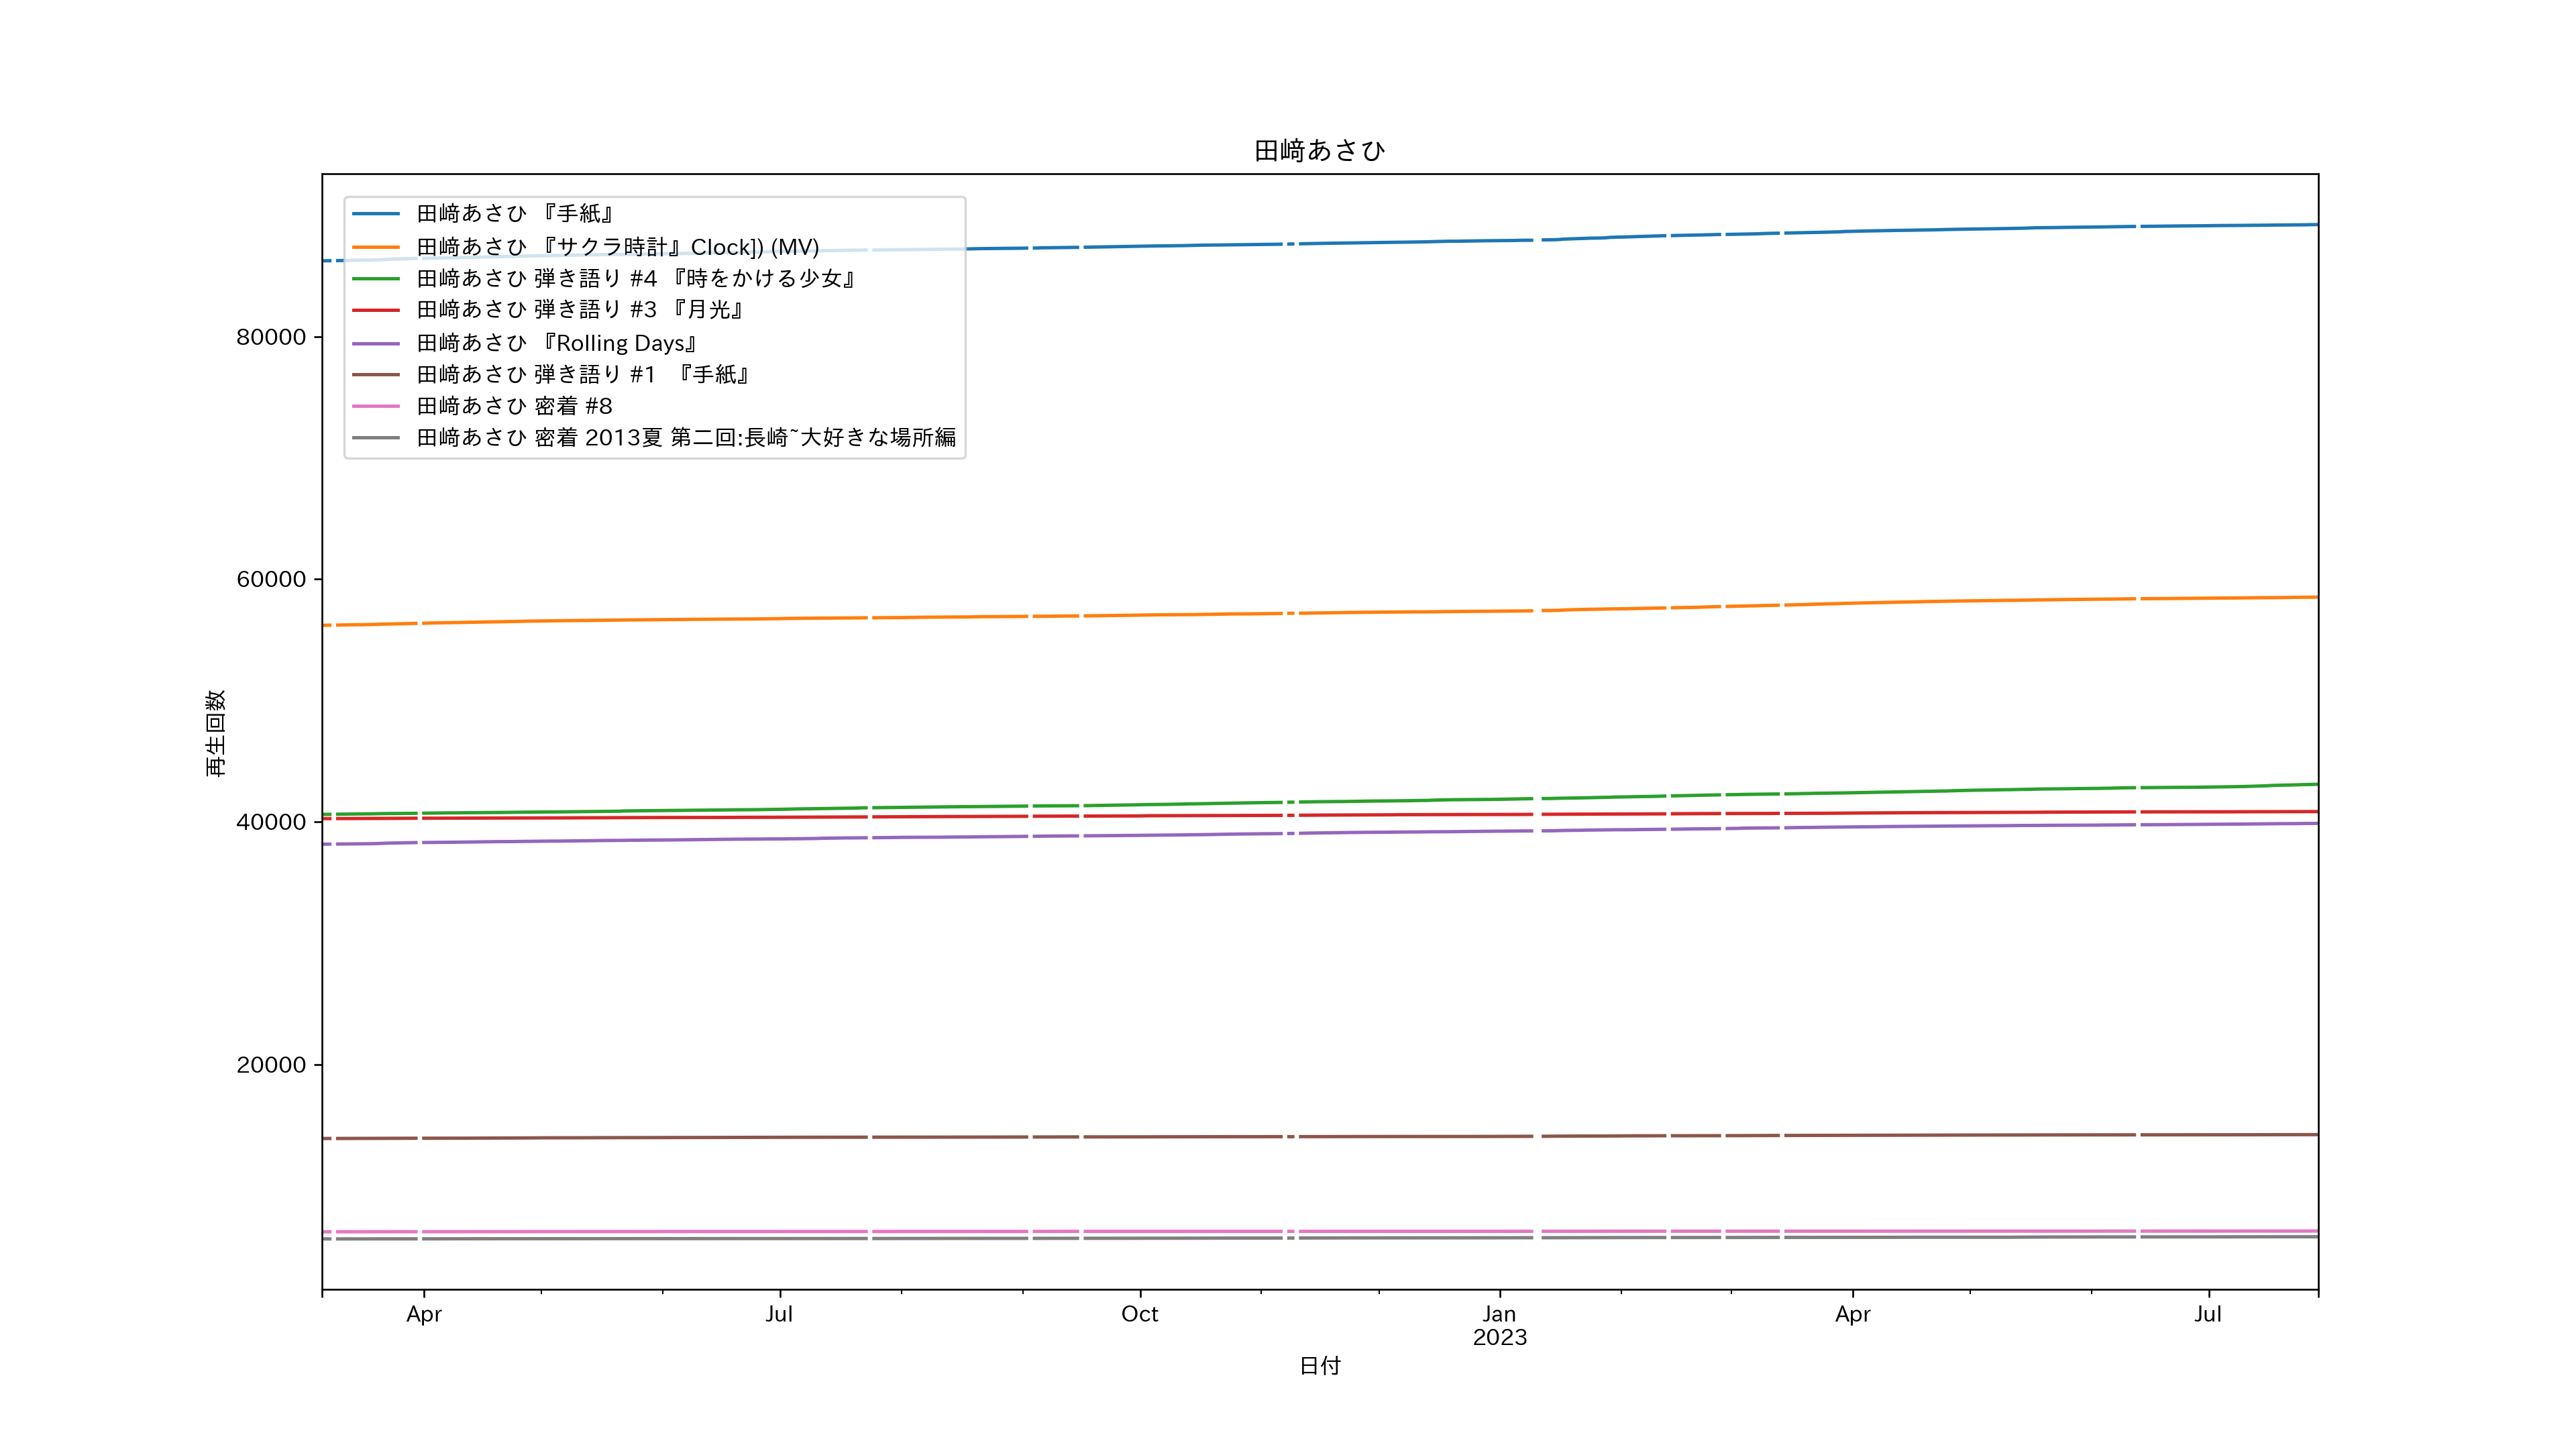 田﨑あさひ
田﨑あさひ 『手紙』
田﨑あさひ 『サクラ時計』Clock]) (MV)
田﨑あさひ 弾き語り #4 『時をかける少女』
田﨑あさひ 弾き語り #3 『月光』
田﨑あさひ 『Rolling Days』
田﨑あさひ 弾き語り #1  『手紙』
田﨑あさひ 密着 #8
田﨑あさひ 密着 2013夏 第二回:長崎~大好きな場所編
80000
60000
40000
20000
再生回数
Apr Jul Oct Jan Apr Jul
2023
日付